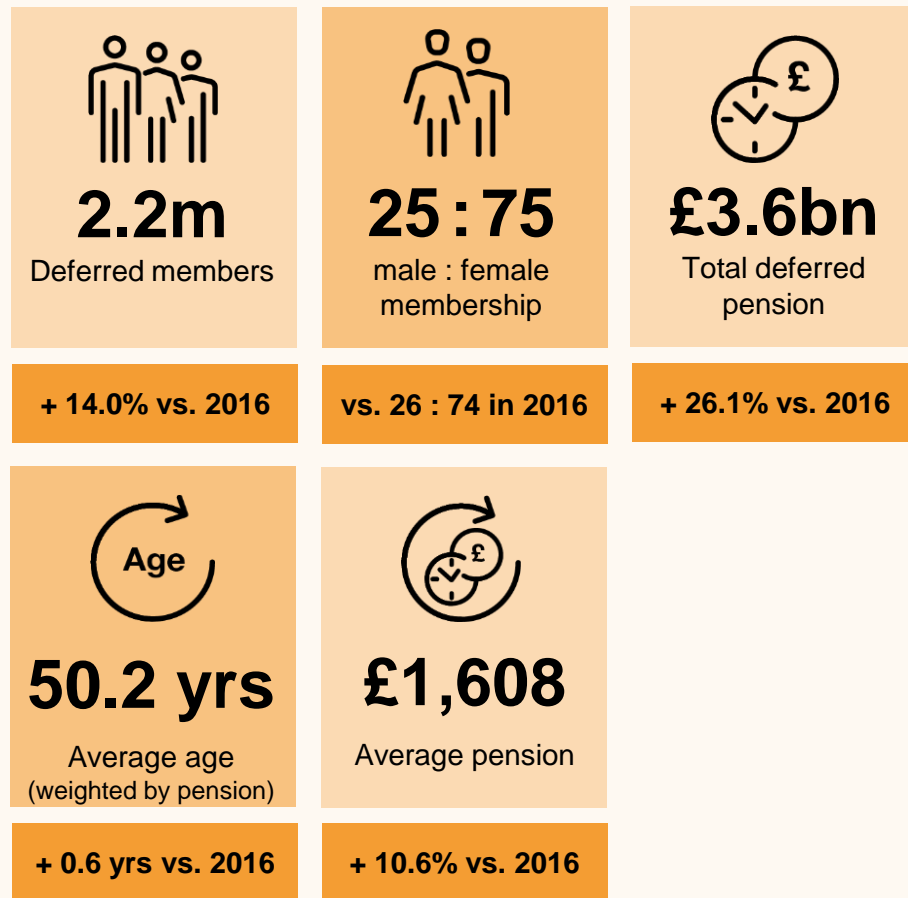 2.2m
Deferred members
+ 14.0% vs. 2016
25 : 75
male : female
membership
vs. 26 : 74 in 2016
£
£3.6bn
Total deferred
pension
+ 26.1% vs. 2016
Age
50.2 yrs
Average age
(weighted by pension)
+ 0.6 yrs vs. 2016
£
£1,608
Average pension
+ 10.6% vs. 2016